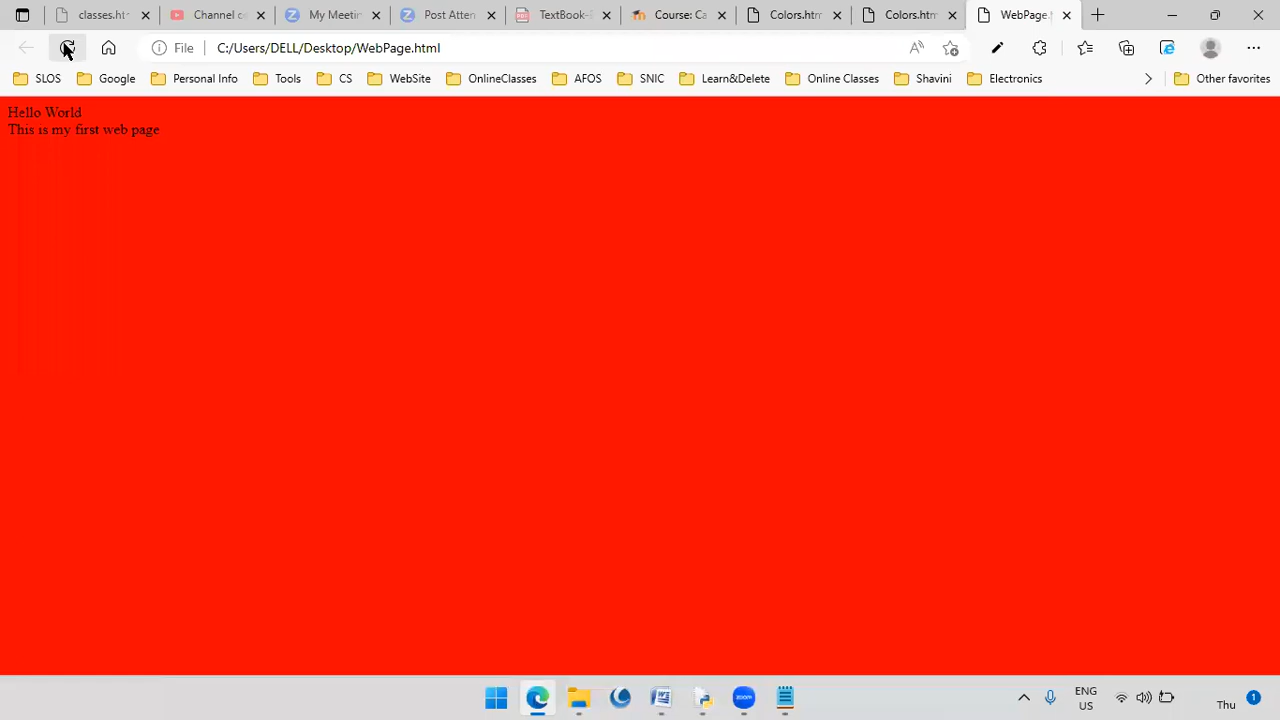 classes.htr
Channel c
My Meetin
Post Atten
TextBook-
Course: Ca
Colors.htm
Colors.htm
WebPage.
File
C:/Users/DELL/Desktop/WebPage.html
SLOS
Google
Personal Info
Tools
CS
WebSite
OnlineClasses
AFOS
SNIC
Learn&Delete
Online Classes
Shavini
Electronics
Other favorites
Hello World
This is my first web page
zoom
ENG
US
Thu
1